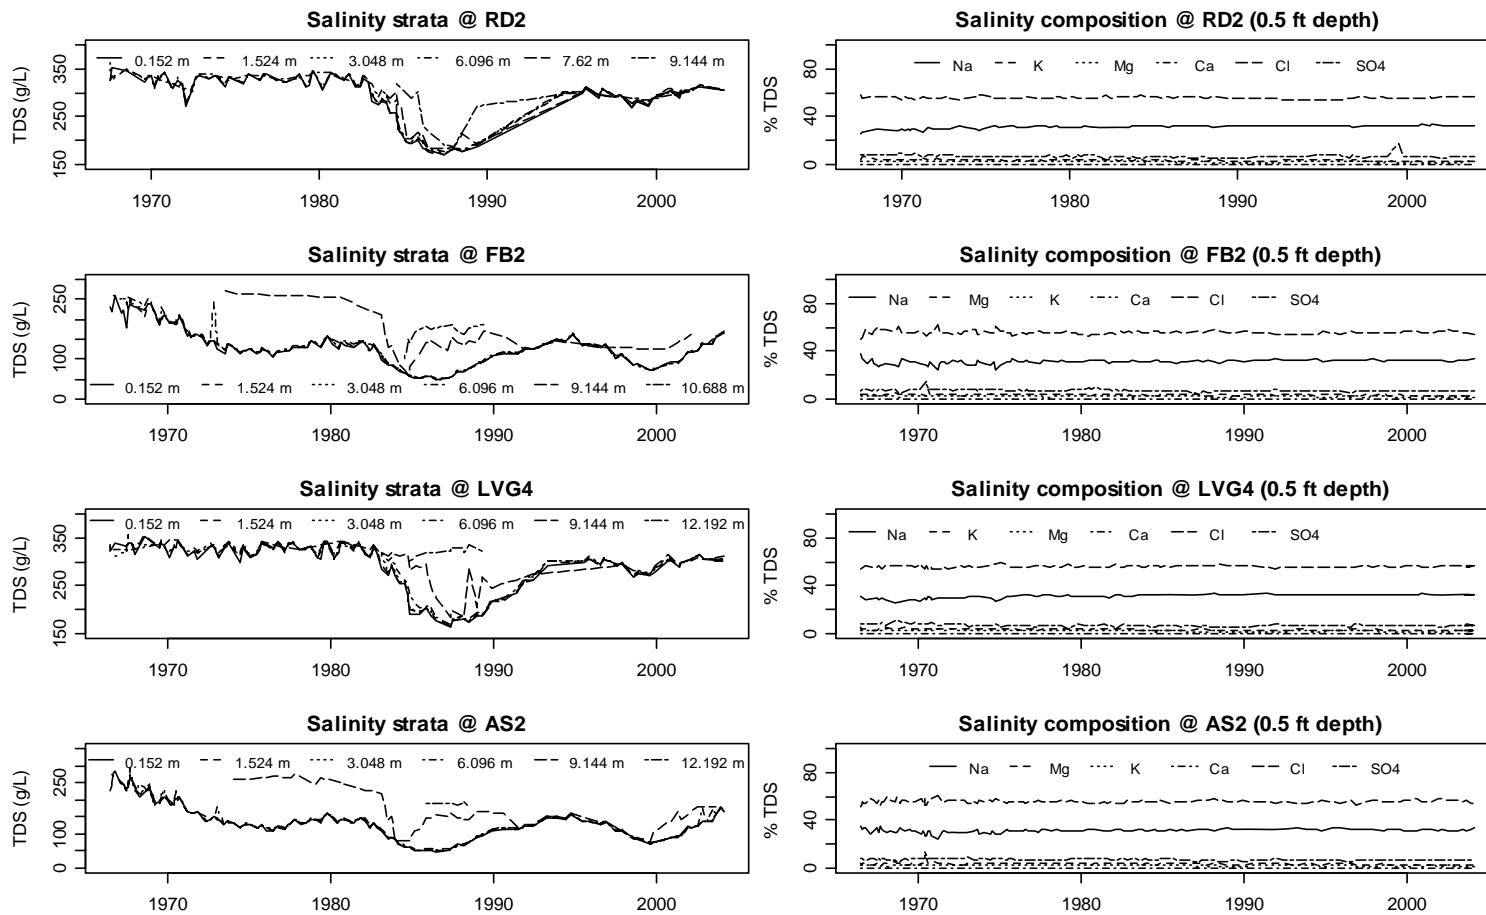 Salinity strata @ RD2
TDS (g/L)
350
250
150
0.152 m 1.524 m 3.048 m 6.096 m 7.62 m 9.144 m
1970 1980 1990 2000
Salinity composition @ RD2 (0.5 ft depth)
% TDS
80
40
0
Na K Mg Ca Cl SO4
1970 1980 1990 2000
Salinity strata @ FB2
TDS (g/L)
250
100
0
0.152 m 1.524 m 3.048 m 6.096 m 9.144 m 10.688 m
1970 1980 1990 2000
Salinity composition @ FB2 (0.5 ft depth)
% TDS
80
40
0
Na Mg K Ca Cl SO4
1970 1980 1990 2000
Salinity strata @ LVG4
TDS (g/L)
350
250
150
0.152 m 1.524 m 3.048 m 6.096 m 9.144 m 12.192 m
1970 1980 1990 2000
Salinity composition @ LVG4 (0.5 ft depth)
% TDS
80
40
0
Na K Mg Ca Cl SO4
1970 1980 1990 2000
Salinity strata @ AS2
TDS (g/L)
250
100
0
0.152 m 1.524 m 3.048 m 6.096 m 9.144 m 12.192 m
1970 1980 1990 2000
Salinity composition @ AS2 (0.5 ft depth)
% TDS
80
40
0
Na Mg K Ca Cl SO4
1970 1980 1990 2000